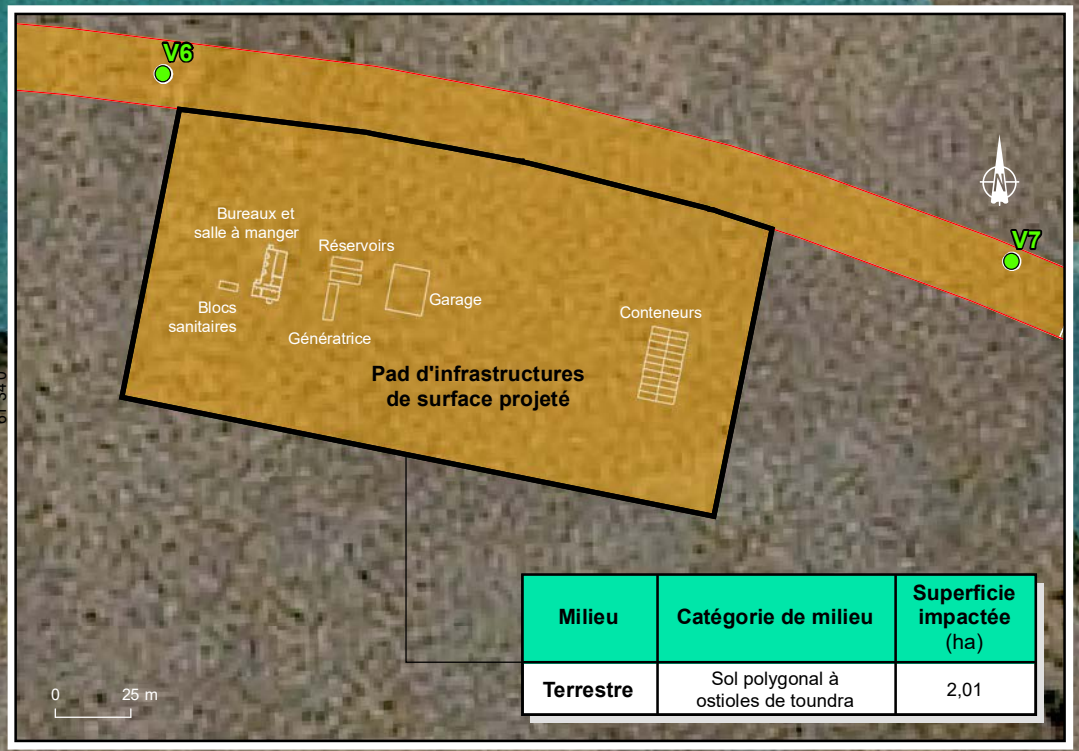 V6
N
V7
Bureaux et
salle à manger
Réservoirs
Garage
Blocs
sanitaires
Génératrice
Conteneurs
Pad d'infrastructures
de surface projeté
0 25 m
Milieu Catégorie de milieu Superficie
impactée
(ha)
Terrestre Sol polygonal à
ostioles de toundra 2,01